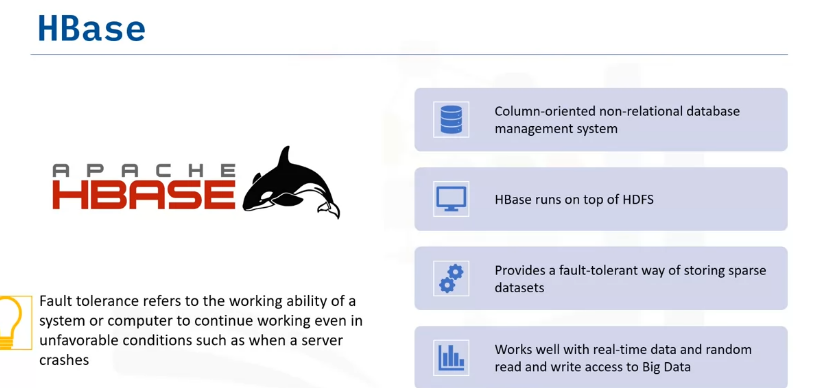 HBase
APACHE
HBASE
Fault tolerance refers to the working ability of a
system or computer to continue working even in
unfavorable conditions such as when a server
crashes
Column-oriented non-relational database
management system
HBase runs on top of HDFS
Provides a fault-tolerant way of storing sparse
datasets
Works well with real-time data and random
read and write access to Big Data